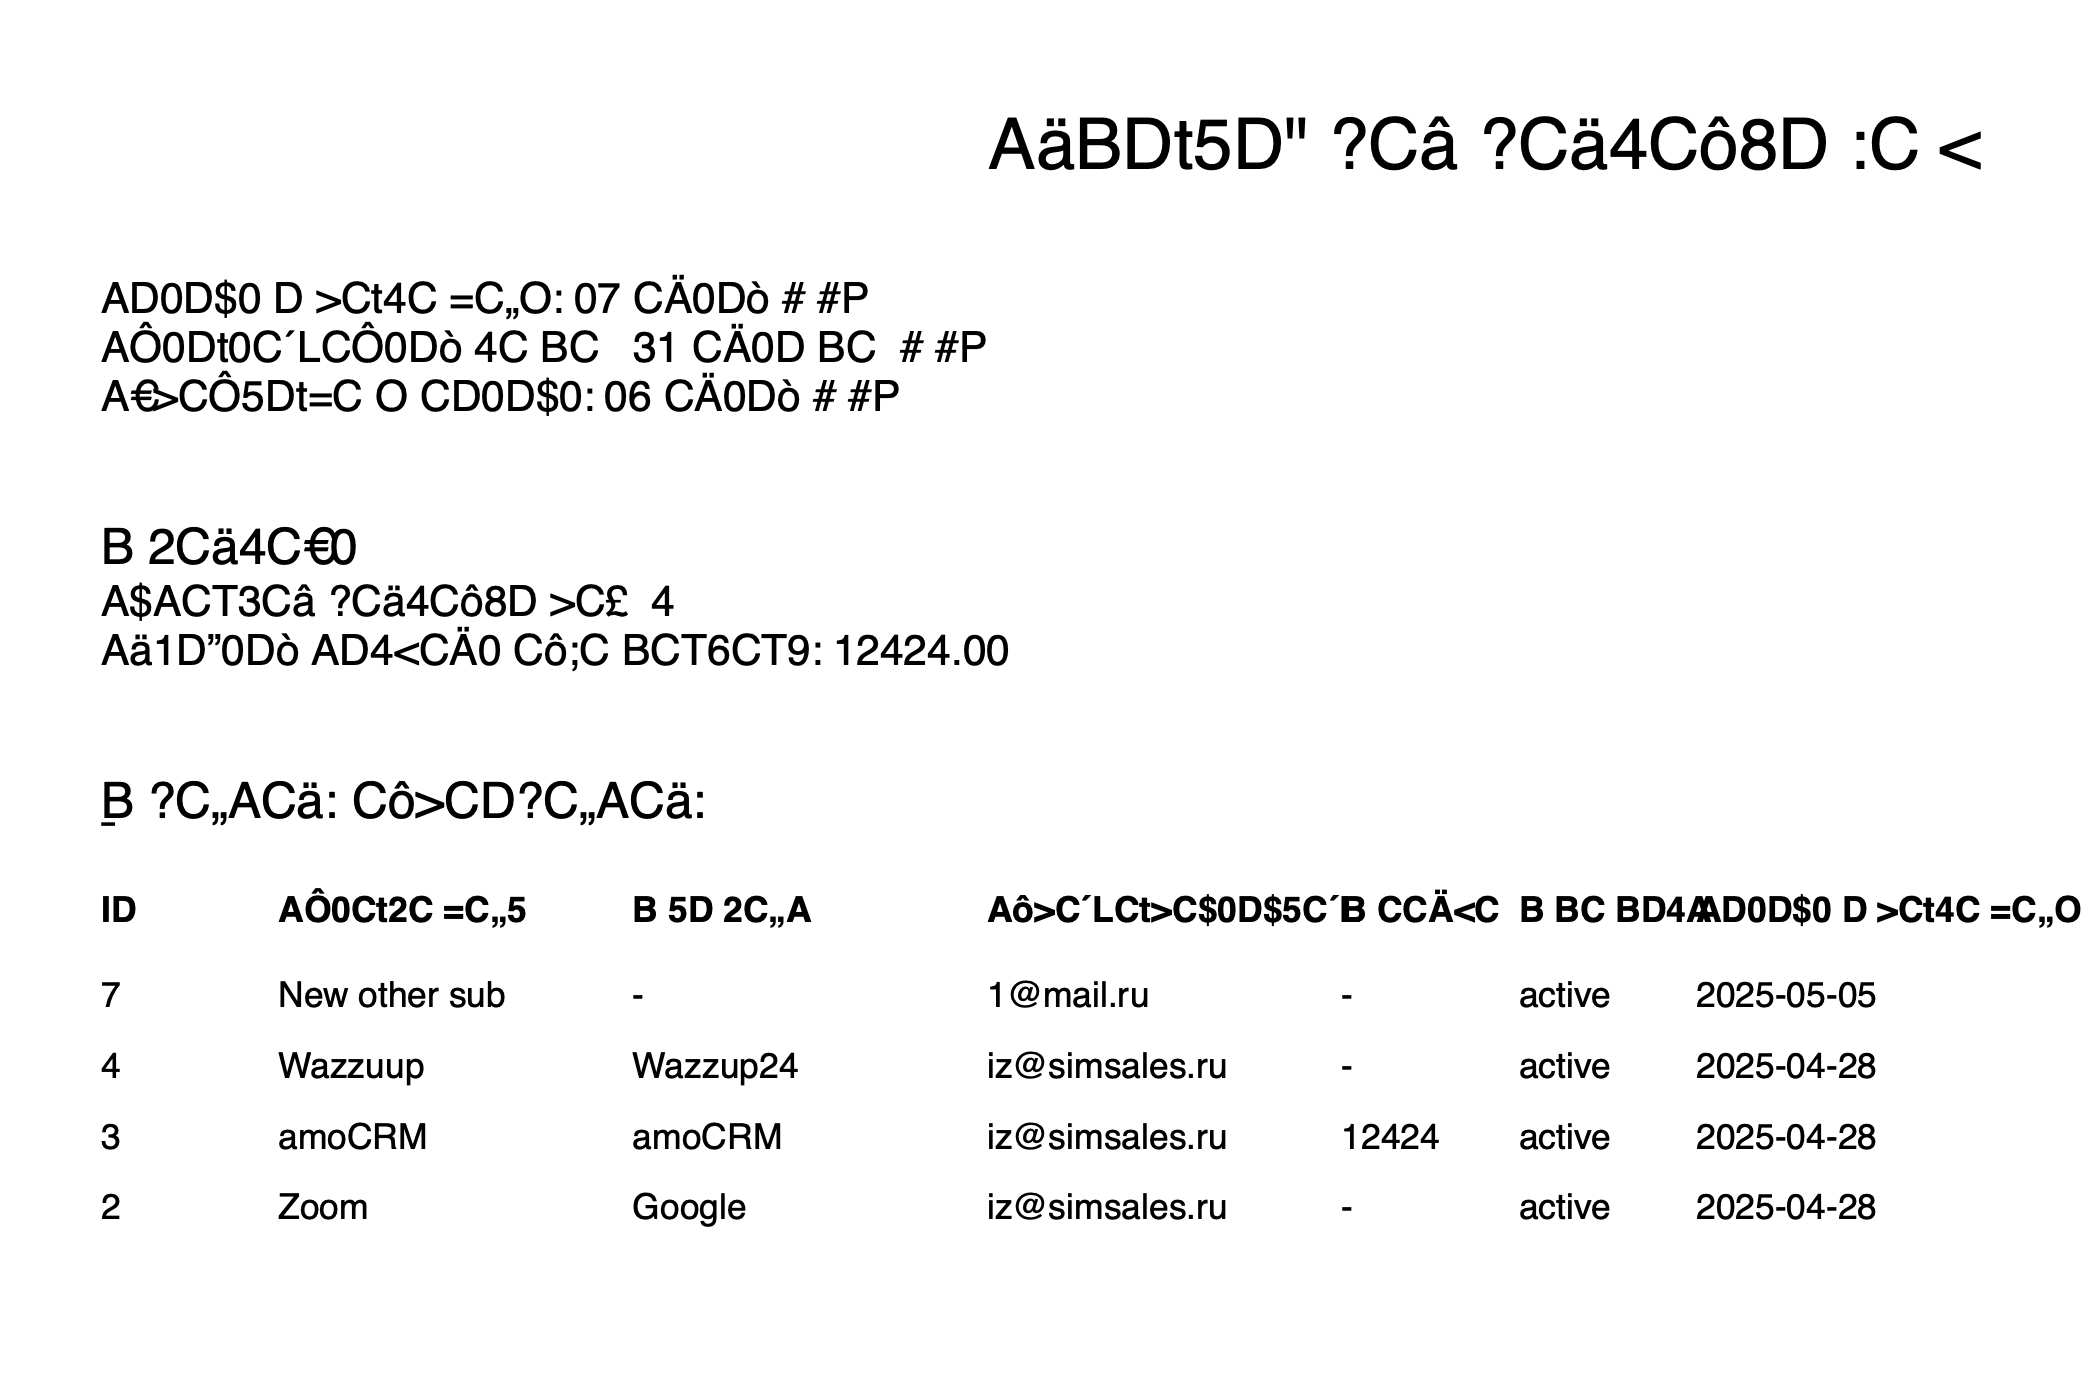 AäBDt5D" ?Câ ?Cä4Cô8D :C <
AD0D$0 D >Ct4C =C„O: 07 CÄ0Dò # #P
AÔ0Dt0C´LCÔ0Dò 4C BC 31 CÄ0D BC # #P
A€>CÔ5Dt=C O CD0D$0: 06 CÄ0Dò # #P
B 2Cä4C€0
A$ACT3Câ ?Cä4Cô8D >C£ 4
Aä1D”0Dò AD4<CÄ0 Cô;C BCT6CT9: 12424.00
B ?C„ACä: Cô>CD?C„ACä:
ID AÔ0Ct2C =C„5 B 5D 2C„A Aô>C´LCt>C$0D$5C´ B CCÄ<C B BC BD4A AD0D$0 D >Ct4C =C„O
7 New other sub - 1@mail.ru - active 2025-05-05
4 Wazzuup Wazzup24 iz@simsales.ru - active 2025-04-28
3 amoCRM amoCRM iz@simsales.ru 12424 active 2025-04-28
2 Zoom Google iz@simsales.ru - active 2025-04-28